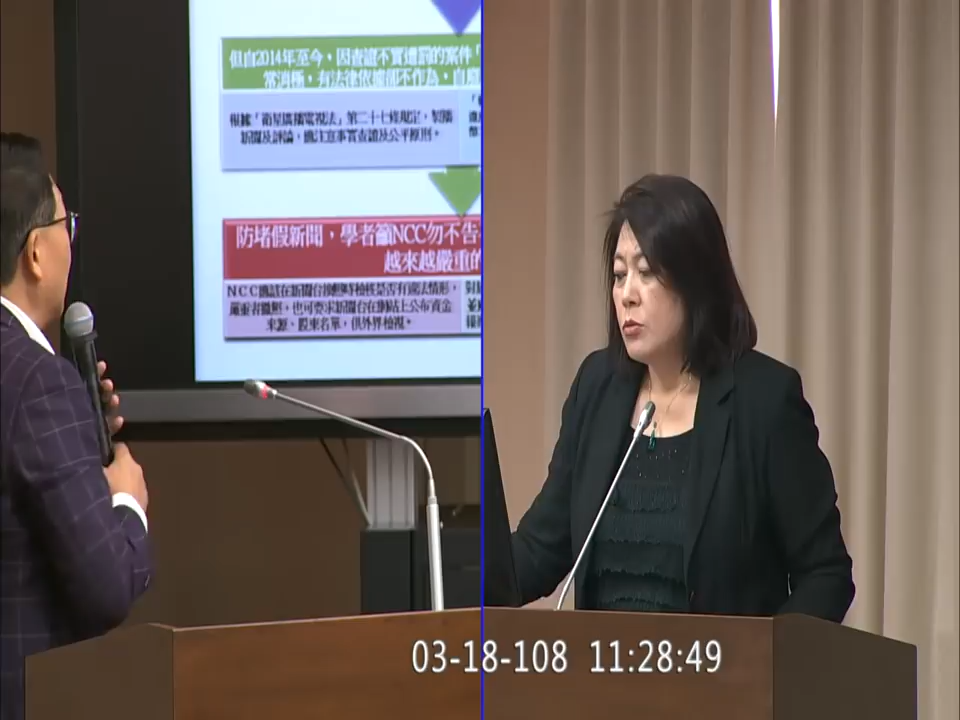 但自2014年至今，因查證不實遭罰的案件「
常消極，有法律依據卻不作為，自
根據「衛星廣播電視法」第二十七條規定，製播
新聞及評論，應注意事實查證及公平原則。
防堵假新聞，學者籲NCC勿不告
越來越嚴重的
NCC應該在新聞台換照時檢核是否有違法情形，
嚴重者撤照，也可要求新聞台在網站上公布資金
來源、股東名單，供外界檢視。
03-18-108 11:28:49